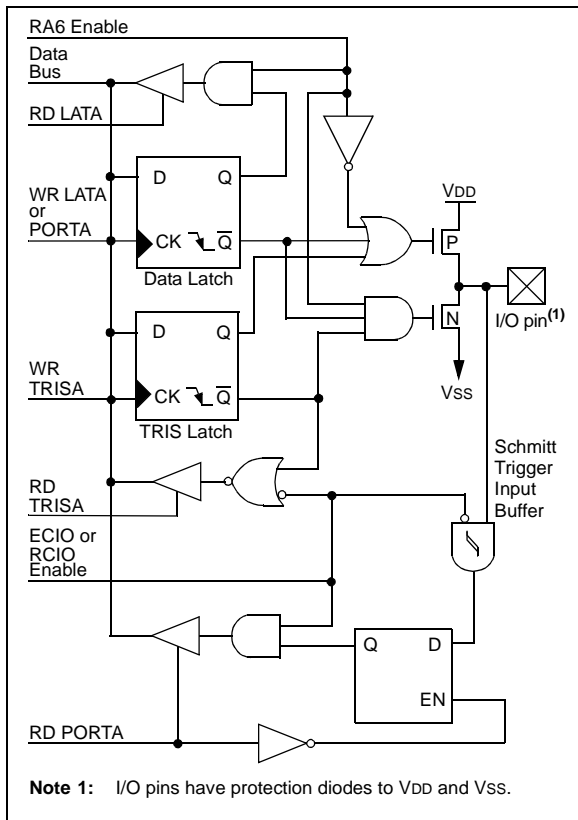 RA6 Enable
Data
Bus
RD LATA
WR LATA
or
PORTA
D Q
CK Q
Data Latch
VDD
P
I/O pin(1)
N
VSS
D Q
WR
TRISA
CK Q
TRIS Latch
RD
TRISA
Schmitt
Trigger
Input
Buffer
ECIO or
RCIO
Enable
Q D
EN
RD PORTA
Note 1: I/O pins have protection diodes to VDD and VSS.